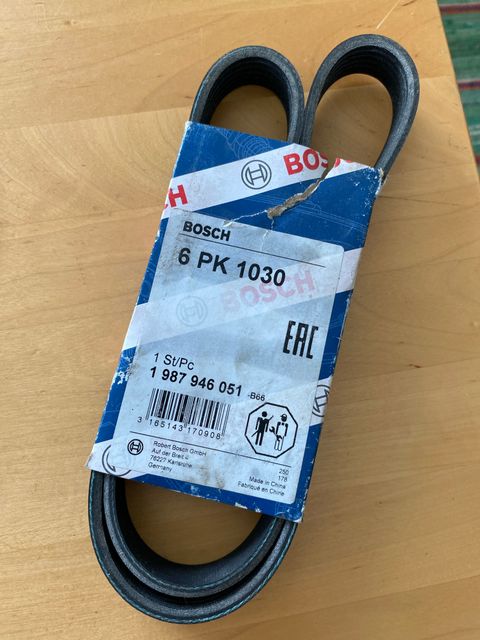 BOSCH
BOSCH
6 PK 1030
BOSCH
EAC
1 St/Pc
1 987 946 051 -B66
3 165143 170908
Robert Bosch GmbH
Auf der Breit 4
76227 Karlsruhe
Germany
250
178
Made in China
Fabriqué en Chine